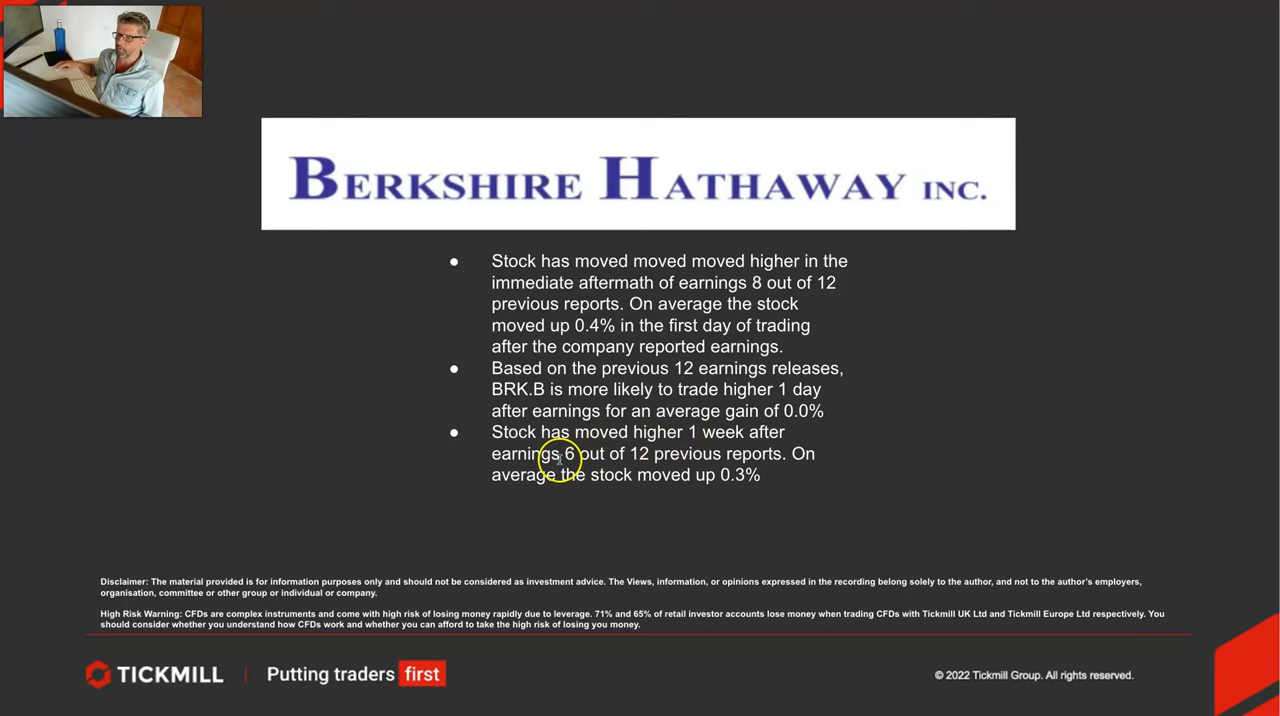 BERKSHIRE HATHAWAY INC.
● Stock has moved moved moved higher in the
immediate aftermath of earnings 8 out of 12
previous reports. On average the stock
moved up 0.4% in the first day of trading
after the company reported earnings.
● Based on the previous 12 earnings releases,
BRK.B is more likely to trade higher 1 day
after earnings for an average gain of 0.0%
● Stock has moved higher 1 week after
earnings 6 out of 12 previous reports. On
average the stock moved up 0.3%
Disclaimer: The material provided is for information purposes only and should not be considered as investment advice. The Views, information, or opinions expressed in the recording belong solely to the author, and not to the author's employers,
organisation, committee or other group or individual or company.
High Risk Warning: CFDs are complex instruments and come with high risk of losing money rapidly due to leverage. 71% and 65% of retail investor accounts lose money when trading CFDs with Tickmill UK Ltd and Tickmill Europe Ltd respectively. You
should consider whether you understand how CFDs work and whether you can afford to take the high risk of losing you money.
TICKMILL | Putting traders first
© 2022 Tickmill Group. All rights reserved.